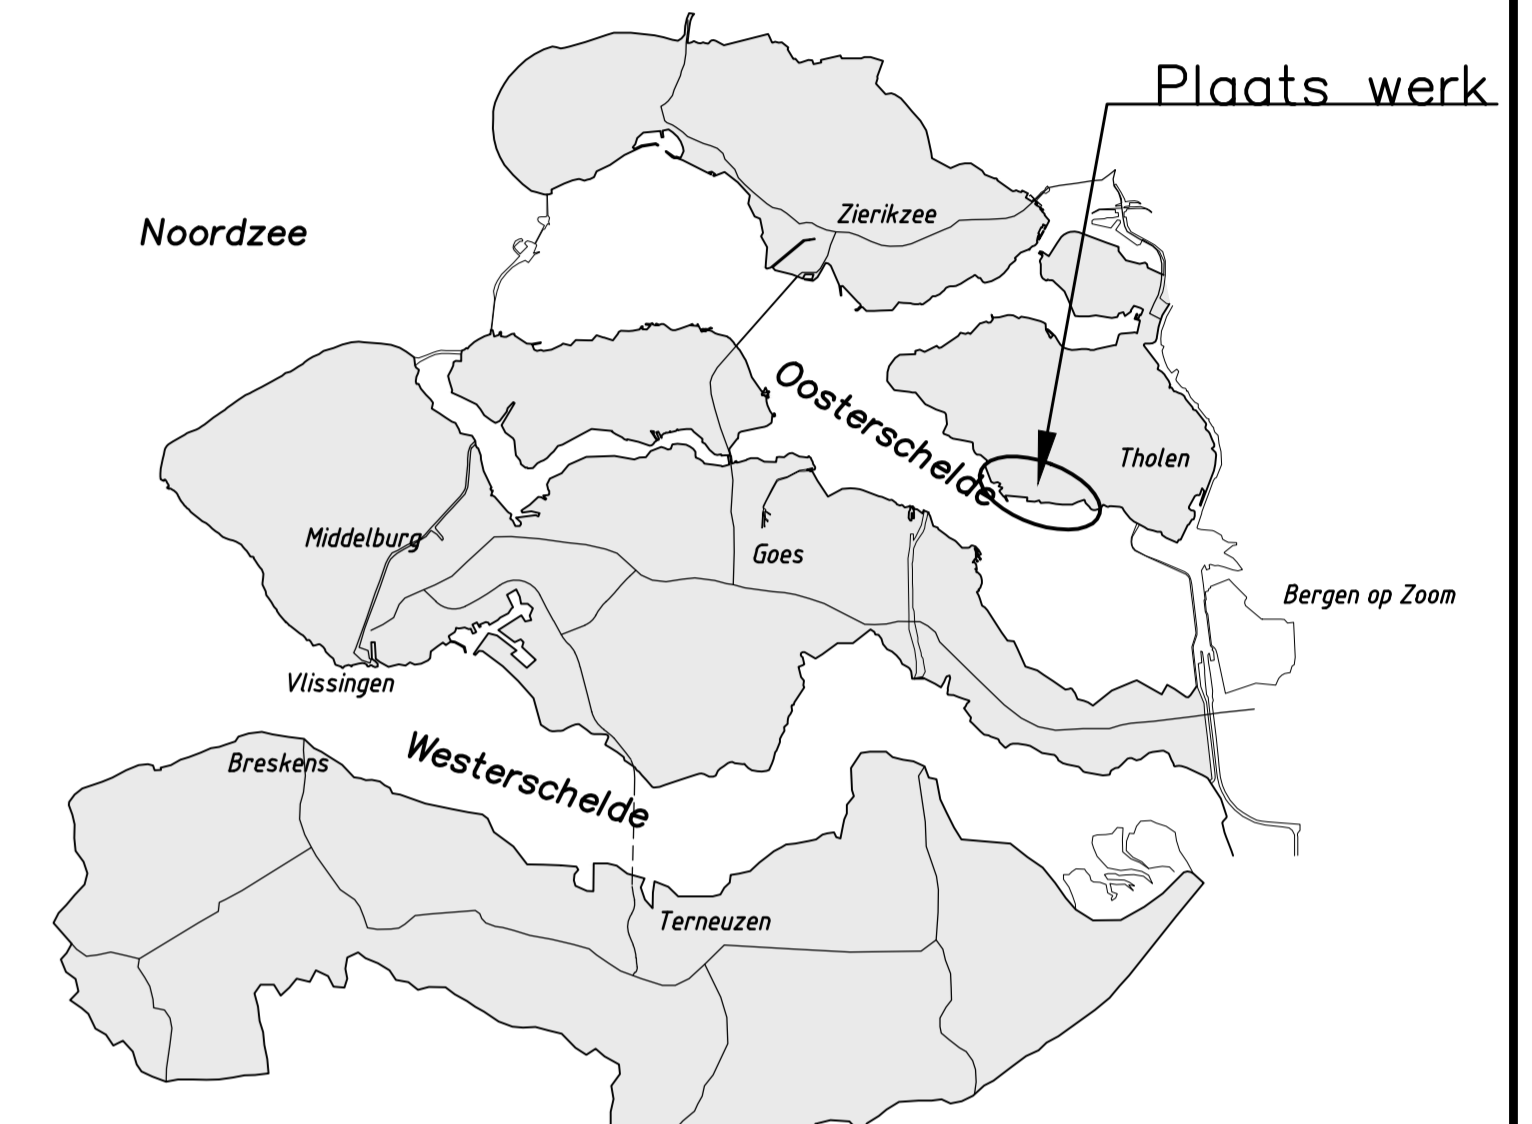 Plaats werk
Noordzee
Zierikzee
Oosterschelde
Tholen
Middelburg
Goes
Bergen op Zoom
Vlissingen
Westerschelde
Breskens
Terneuzen